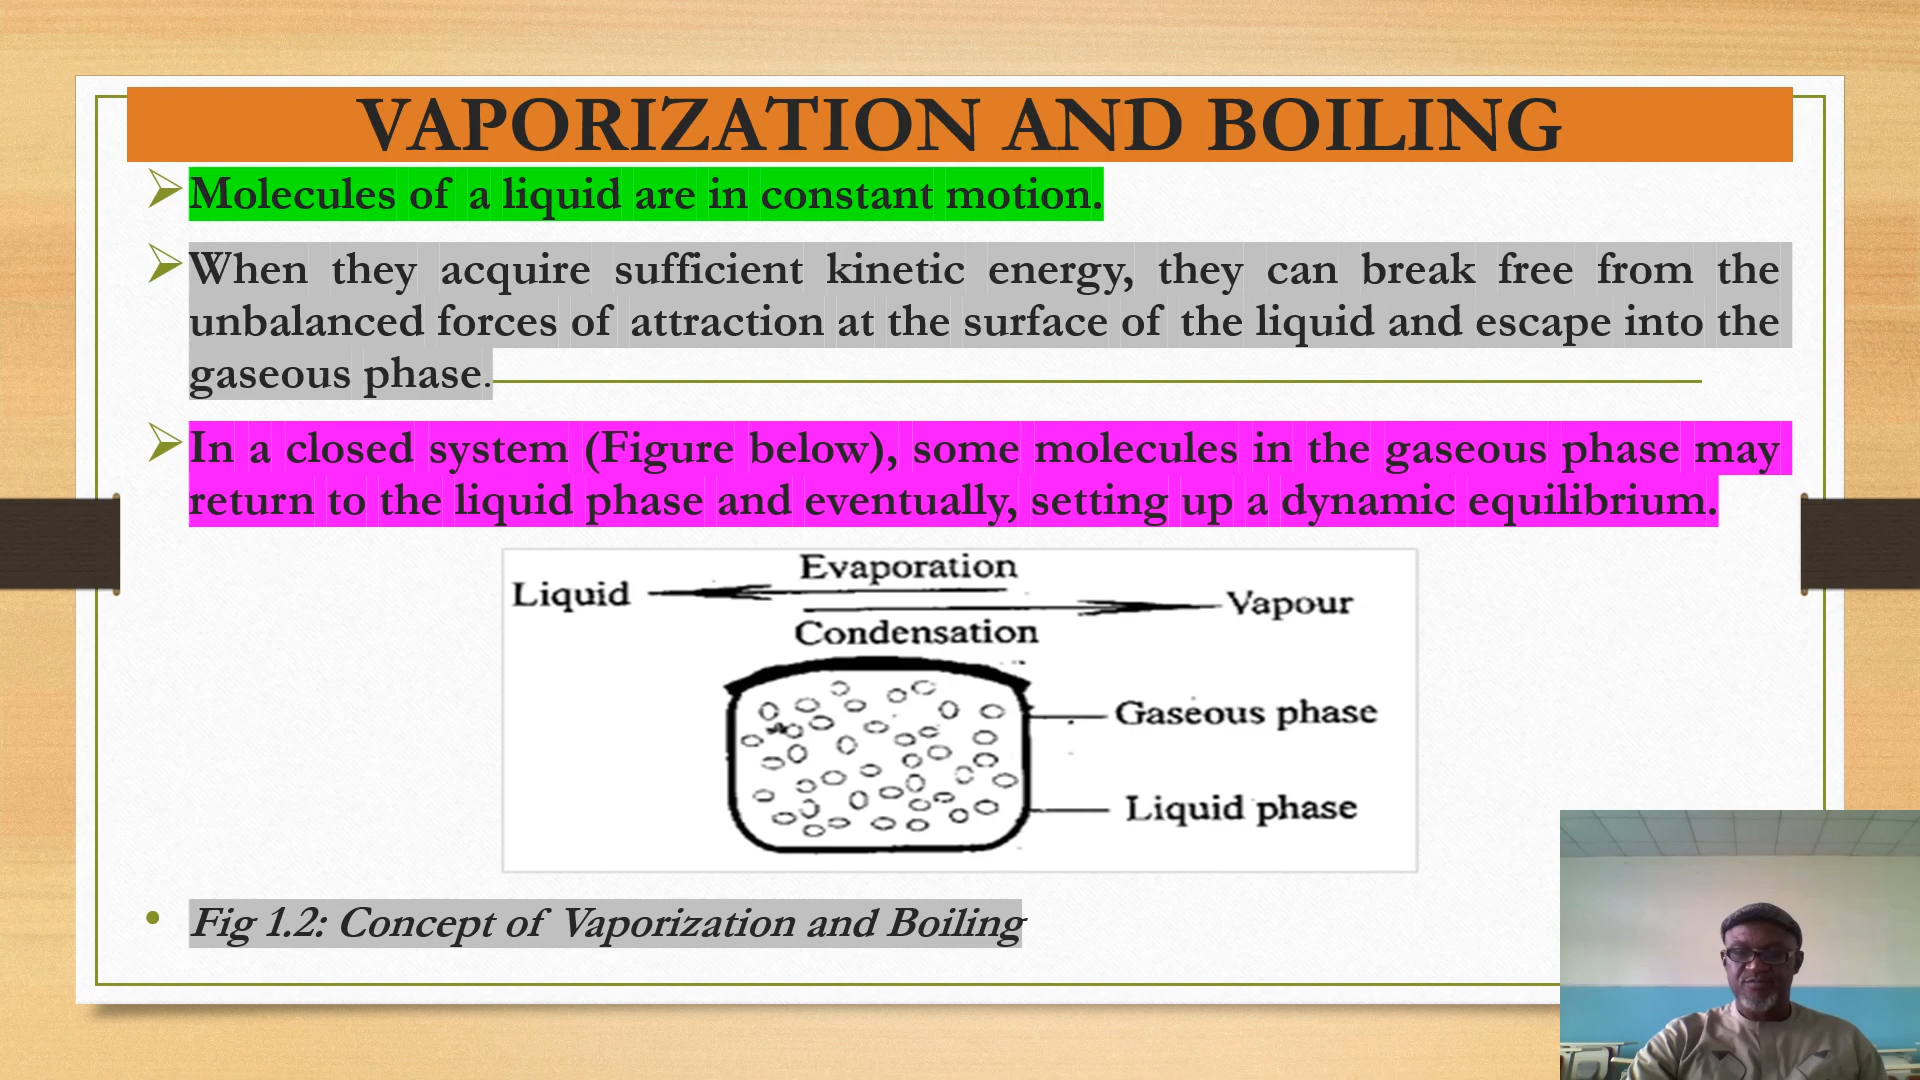 VAPORIZATION AND BOILING
Molecules of a liquid are in constant motion.
When they acquire sufficient kinetic energy, they can break free from the
unbalanced forces of attraction at the surface of the liquid and escape into the
gaseous phase.
In a closed system (Figure below), some molecules in the gaseous phase may
return to the liquid phase and eventually, setting up a dynamic equilibrium.
Evaporation
Liquid
Vapour
Condensation
Gaseous phase
Liquid phase
Fig 1.2: Concept of Vaporization and Boiling